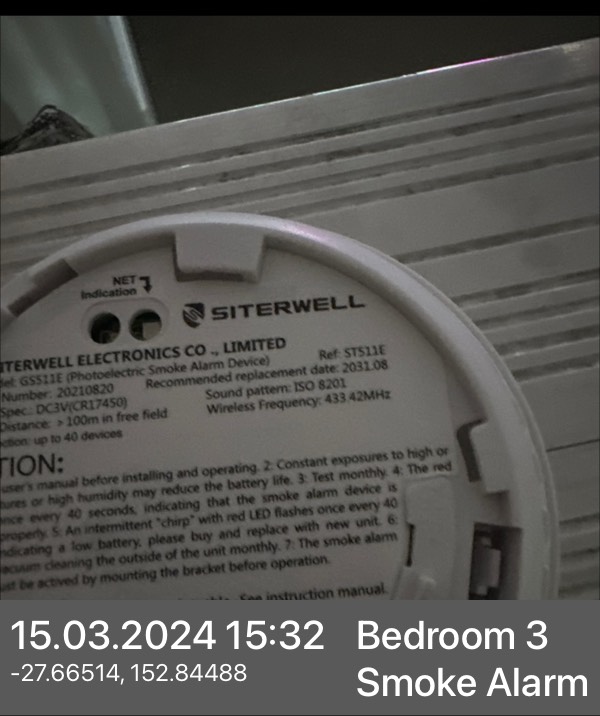 NET
Indication
SITERWELL
ITERWELL ELECTRONICS CO ., LIMITED
del: GS511E (Photoelectric Smoke Alarm Device) Ref: ST511E
Number: 20210820 Recommended replacement date: 2031.08
Spec.: DC3V(CR17450) Sound pattern: ISO 8201
Distance: >100m in free field Wireless Frequency: 433.42MHz
ction: up to 40 devices
TION:
user's manual before installing and operating. 2: Constant exposures to high or
tures or high humidity may reduce the battery life. 3: Test monthly. 4: The red
once every 40 seconds, indicating that the smoke alarm device is
properly. 5: An intermittent "chirp" with red LED flashes once every 40
ndicating a low battery, please buy and replace with new unit. 6:
vacuum cleaning the outside of the unit monthly. 7: The smoke alarm
ust be actived by mounting the bracket before operation.
See instruction manual.
15.03.2024 15:32 Bedroom 3
-27.66514, 152.84488 Smoke Alarm